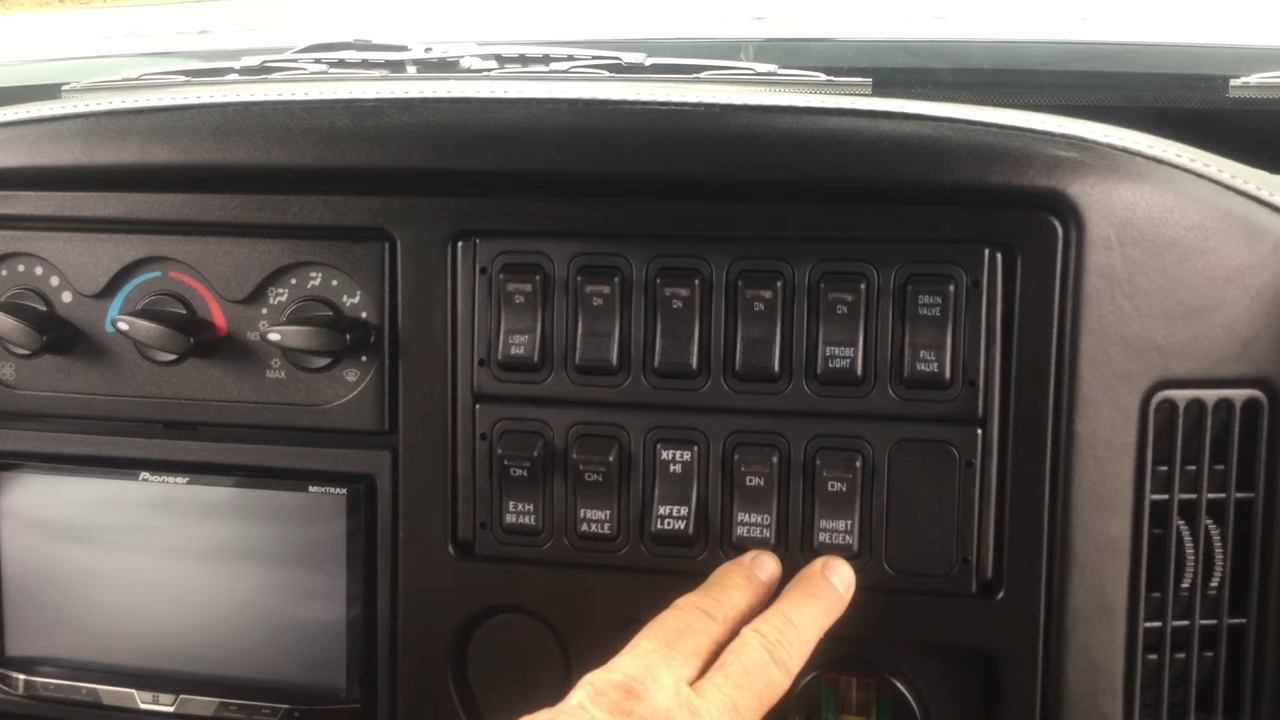 ON
LIGHT
BAR
ON
ON
ON
ON
STROBE
LIGHT
DRAIN
VALVE
FILL
VALVE
MAX
ON
EXH
BRAKE
ON
FRONT
AXLE
XFER
HI
XFER
LOW
ON
PARKD
REGEN
ON
INHIBT
REGEN
Pioneer
MIXTRAX